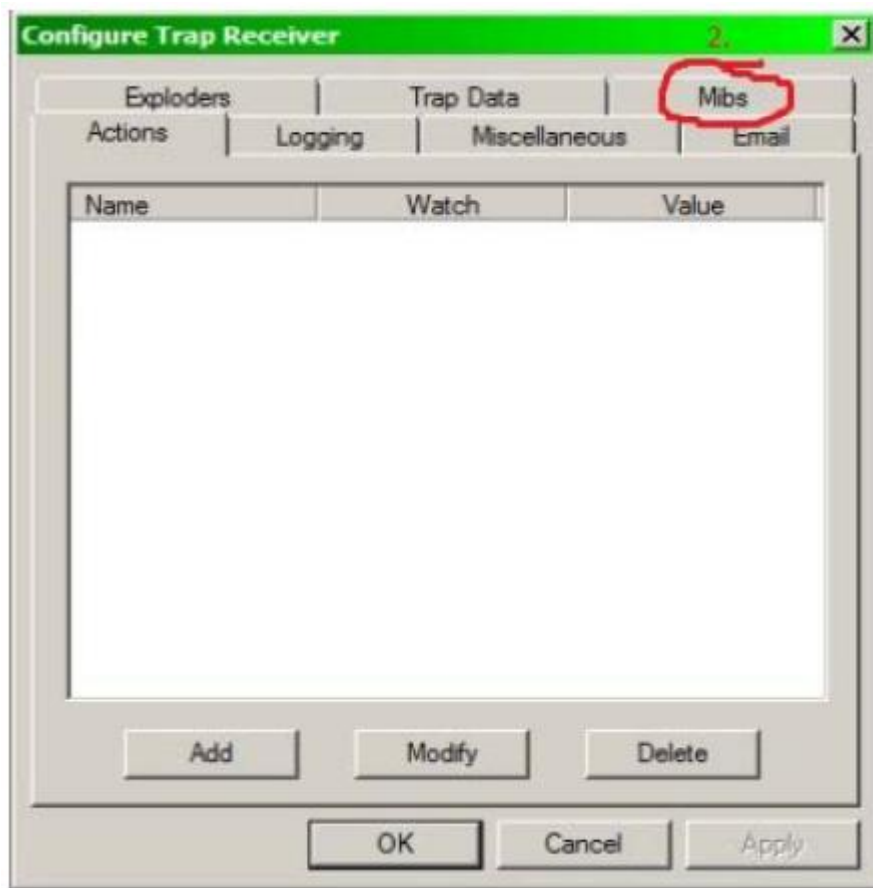 Configure Trap Receiver 2.
Exploders Trap Data Mibs
Actions Logging Miscellaneous Email
Name Watch Value
Add Modify Delete
OK Cancel Apply